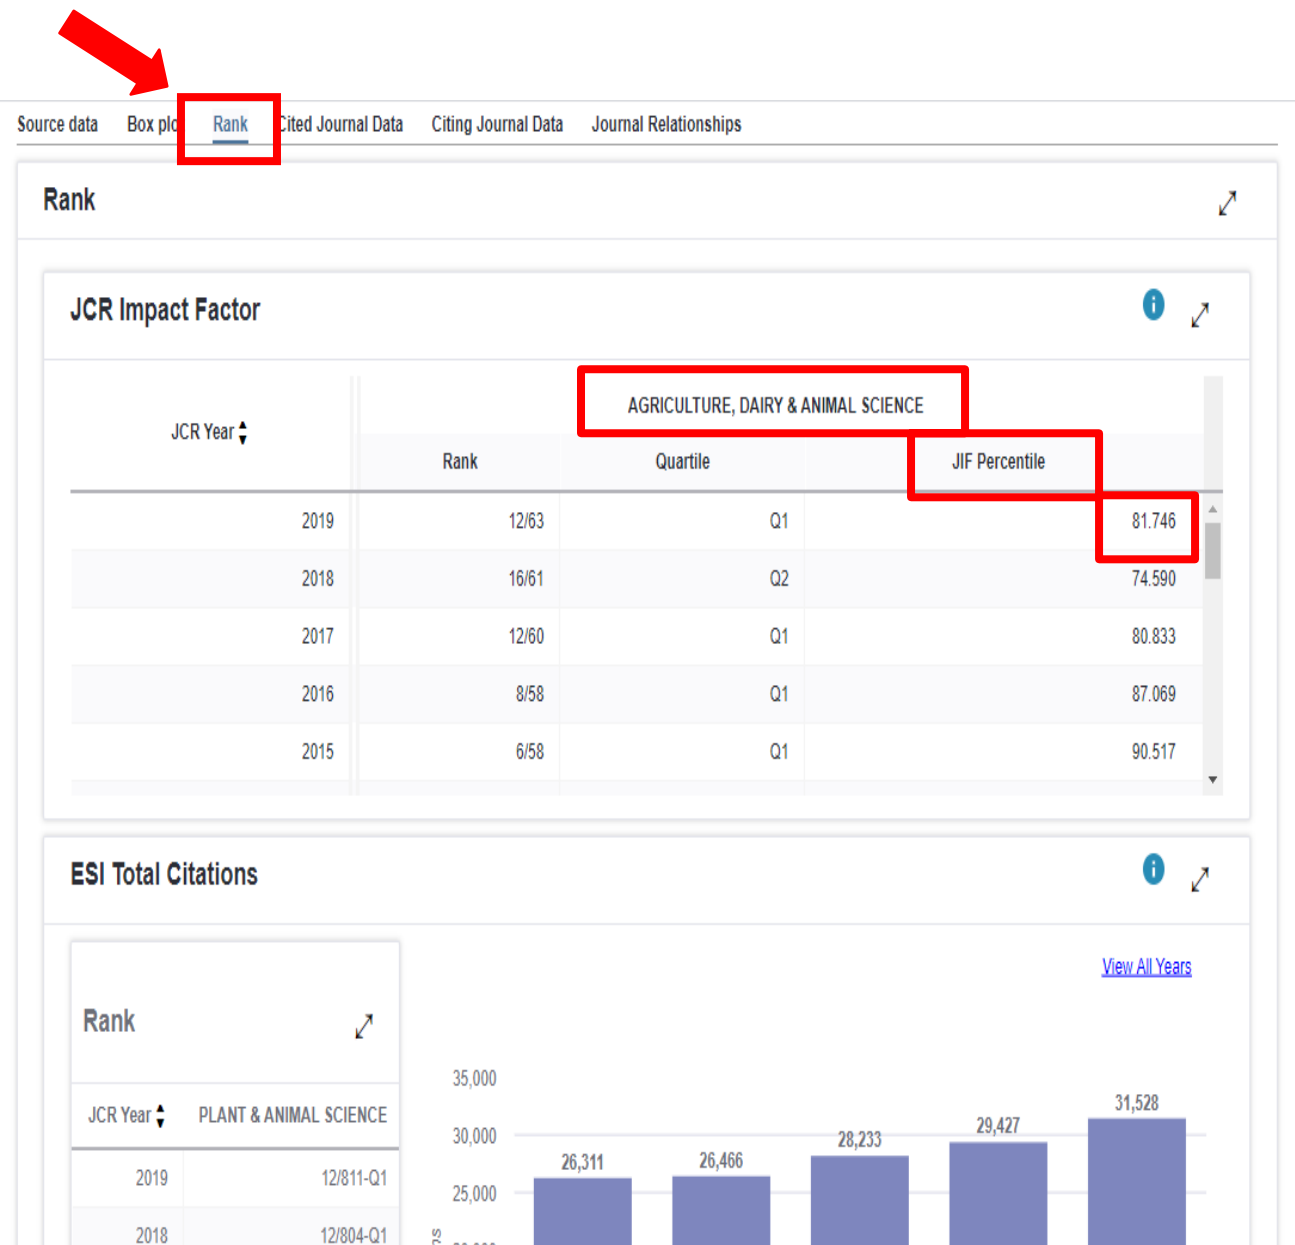 Source data Box plo Rank Cited Journal Data Citing Journal Data Journal Relationships
Rank
JCR Impact Factor
AGRICULTURE, DAIRY & ANIMAL SCIENCE
JCR Year
Rank Quartile JIF Percentile
2019 12/63 Q1 81.746
2018 16/61 Q2 74.590
2017 12/60 Q1 80.833
2016 8/58 Q1 87.069
2015 6/58 Q1 90.517
ESI Total Citations
View All Years
Rank
JCR Year PLANT & ANIMAL SCIENCE
2019 12/811-Q1
2018 12/804-Q1
35,000
30,000
25,000
26,311 26,466 28,233 29,427 31,528